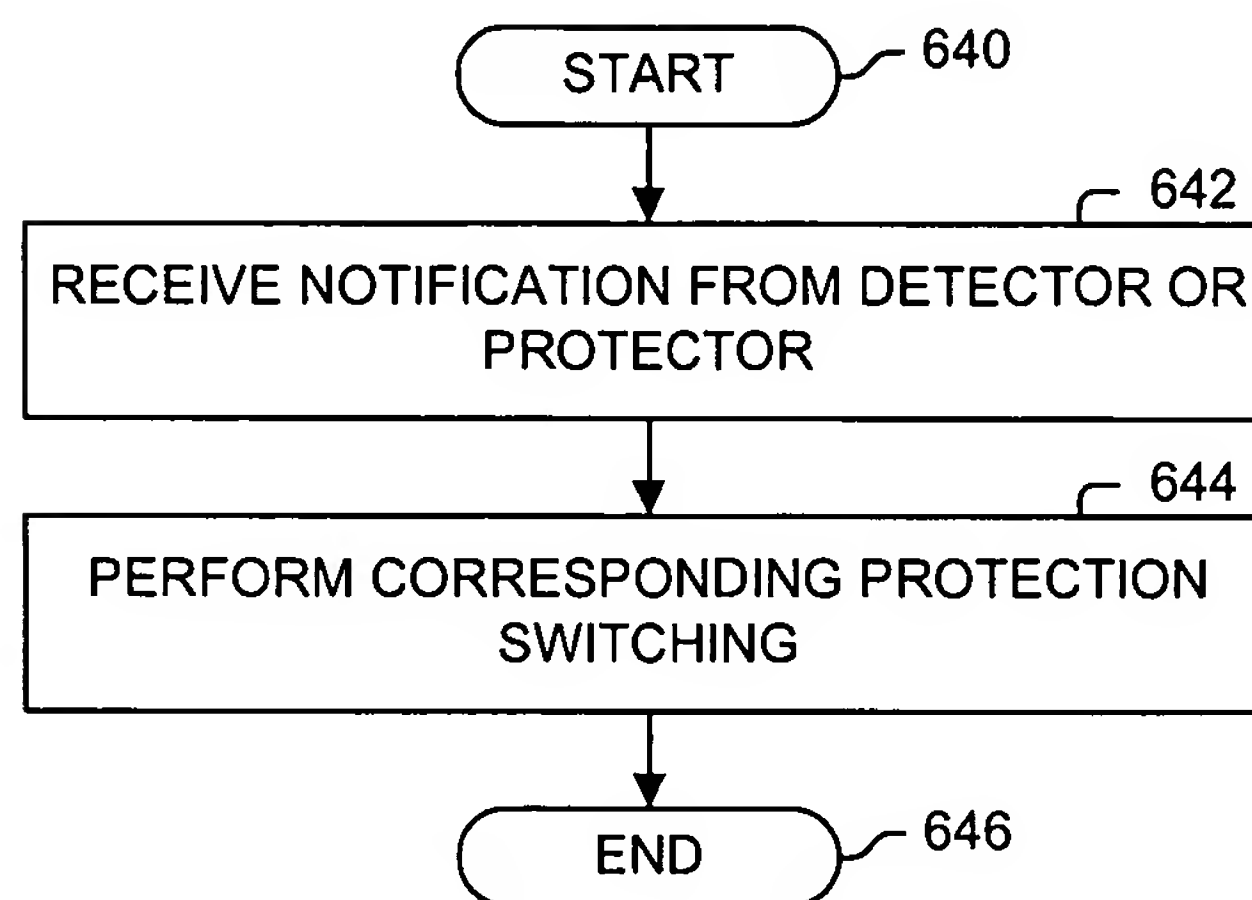 START
640
642
RECEIVE NOTIFICATION FROM DETECTOR OR
PROTECTOR
644
PERFORM CORRESPONDING PROTECTION
SWITCHING
END
646